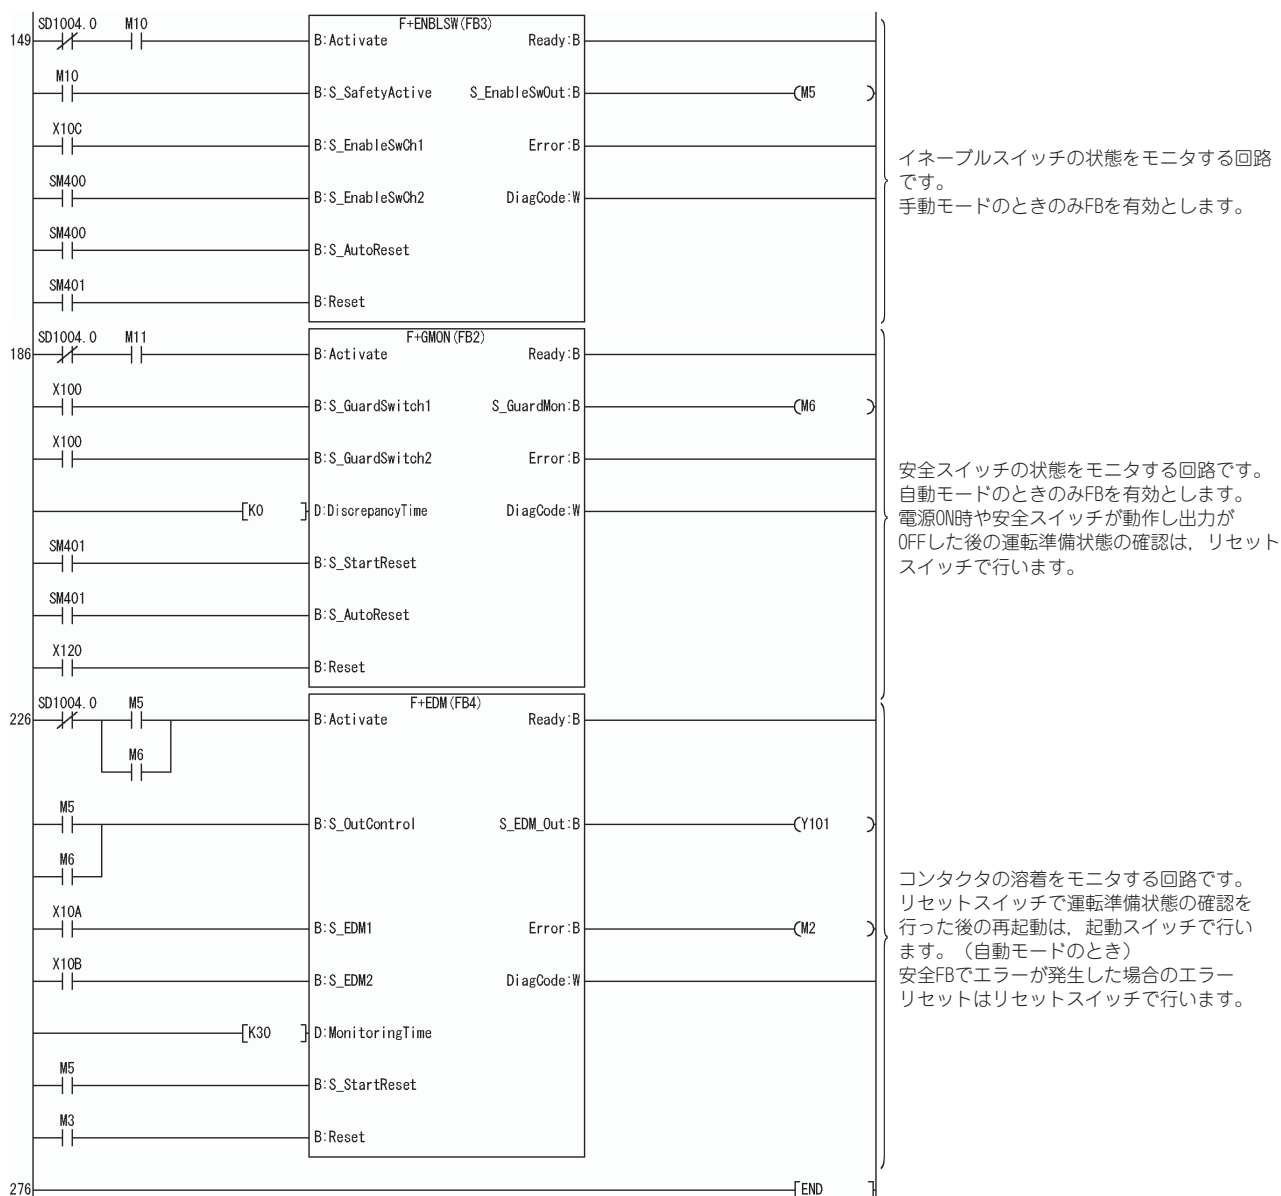 SD1004.0 M10 F+ENBLSW(FB3)
149 B:Activate Ready:B
M10
B:S_SafetyActive S_EnableSwOut:B (M5 )
X10C
B:S_EnableSwCh1 Error:B
SM400
B:S_EnableSwCh2 DiagCode:W
SM400
B:S_AutoReset
SM401
B:Reset
イネーブルスイッチの状態をモニタする回路
です。
手動モードのときのみFBを有効とします。
SD1004.0 M11 F+GMON(FB2)
186 B:Activate Ready:B
X100
B:S_GuardSwitch1 S_GuardMon:B (M6 )
X100
B:S_GuardSwitch2 Error:B
[K0 ] D:DiscrepancyTime DiagCode:W
SM401
B:S_StartReset
SM401
B:S_AutoReset
X120
B:Reset
安全スイッチの状態をモニタする回路です。
自動モードのときのみFBを有効とします。
電源ON時や安全スイッチが動作し出力が
OFFした後の運転準備状態の確認は，リセット
スイッチで行います。
SD1004.0 M5 F+EDM(FB4)
226 B:Activate Ready:B
M6
M5
B:S_OutControl S_EDM_Out:B (Y101 )
M6
X10A
B:S_EDM1 Error:B (M2 )
X10B
B:S_EDM2 DiagCode:W
[K30 ] D:MonitoringTime
M5
B:S_StartReset
M3
B:Reset
コンタクタの溶着をモニタする回路です。
リセットスイッチで運転準備状態の確認を
行った後の再起動は，起動スイッチで行い
ます。（自動モードのとき）
安全FBでエラーが発生した場合のエラー
リセットはリセットスイッチで行います。
276 [END ]